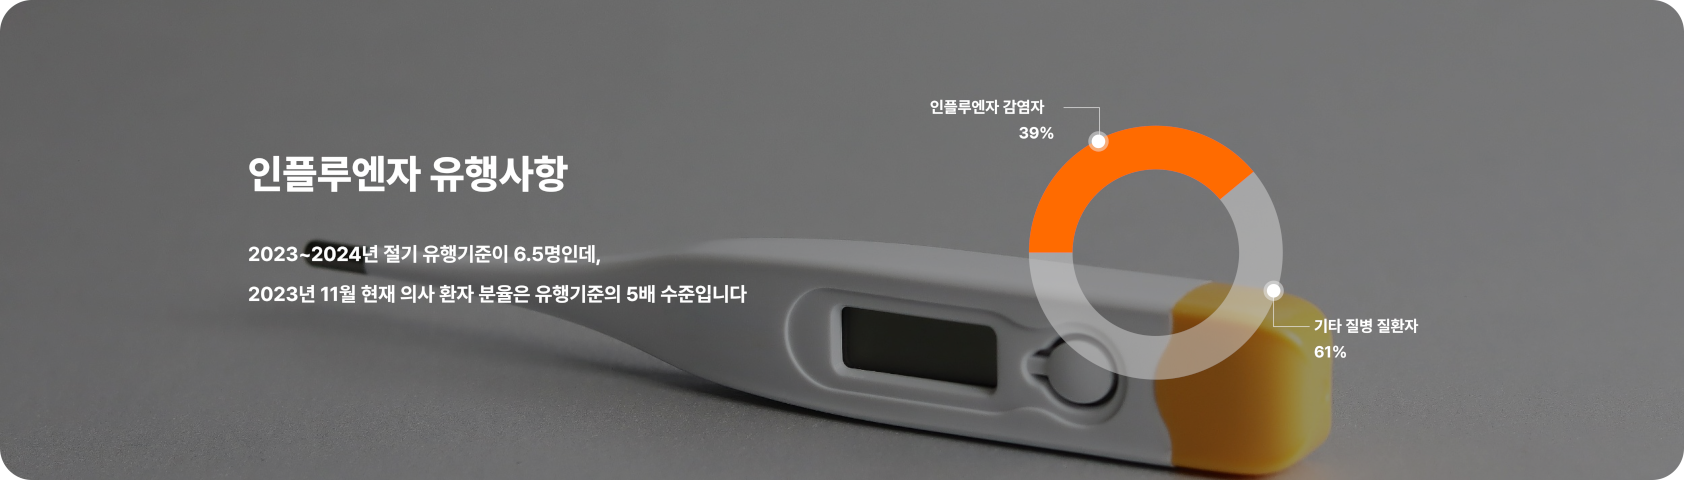 인플루엔자 유행사항
2023~2024년 절기 유행기준이 6.5명인데,
2023년 11월 현재 의사 환자 분율은 유행기준의 5배 수준입니다
인플루엔자 감염자
39%
기타 질병 질환자
61%